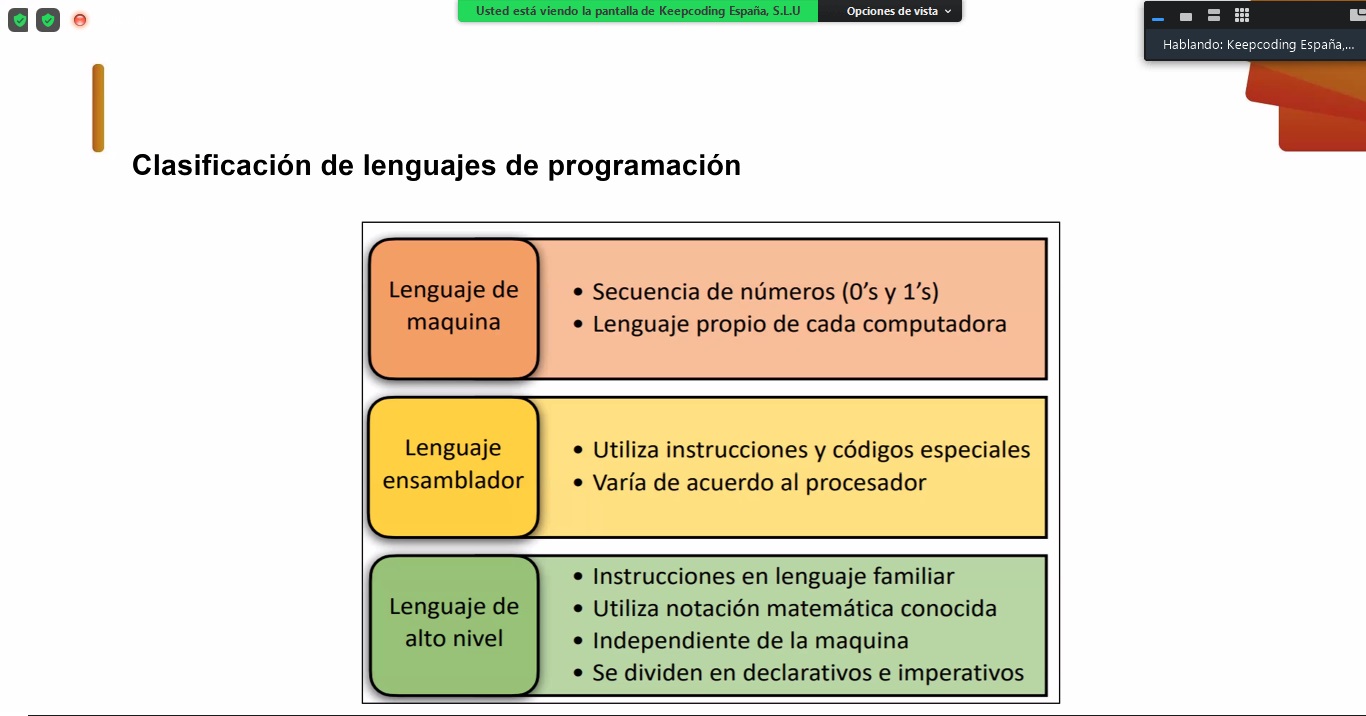 Usted está viendo la pantalla de Keepcoding España, S.L.U
Opciones de vista
Hablando: Keepcoding España,...
Clasificación de lenguajes de programación
Lenguaje de
maquina
• Secuencia de números (0’s y 1’s)
• Lenguaje propio de cada computadora
Lenguaje
ensamblador
• Utiliza instrucciones y códigos especiales
• Varía de acuerdo al procesador
Lenguaje de
alto nivel
• Instrucciones en lenguaje familiar
• Utiliza notación matemática conocida
• Independiente de la maquina
• Se dividen en declarativos e imperativos